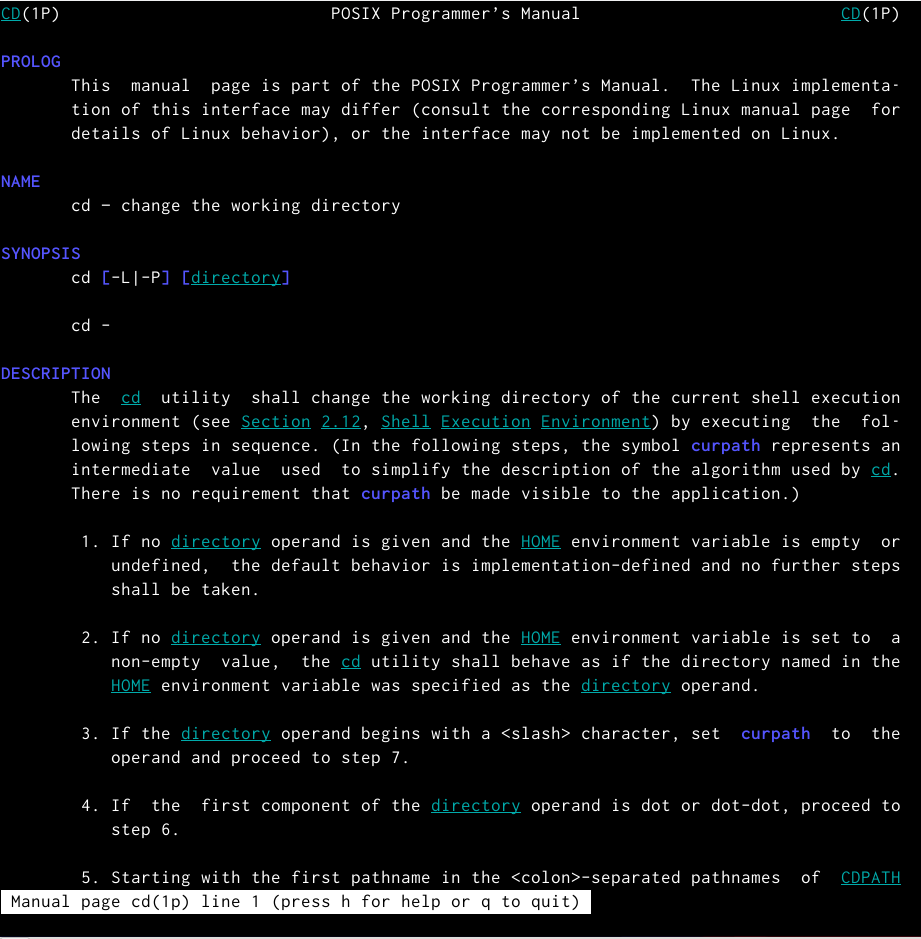 CD(1P) POSIX Programmer’s Manual CD(1P)
PROLOG
This manual page is part of the POSIX Programmer’s Manual. The Linux implementa‐
tion of this interface may differ (consult the corresponding Linux manual page for
details of Linux behavior), or the interface may not be implemented on Linux.
NAME
cd — change the working directory
SYNOPSIS
cd [-L|-P] [directory]
cd -
DESCRIPTION
The cd utility shall change the working directory of the current shell execution
environment (see Section 2.12, Shell Execution Environment) by executing the fol‐
lowing steps in sequence. (In the following steps, the symbol curpath represents an
intermediate value used to simplify the description of the algorithm used by cd.
There is no requirement that curpath be made visible to the application.)
1. If no directory operand is given and the HOME environment variable is empty or
undefined, the default behavior is implementation-defined and no further steps
shall be taken.
2. If no directory operand is given and the HOME environment variable is set to a
non-empty value, the cd utility shall behave as if the directory named in the
HOME environment variable was specified as the directory operand.
3. If the directory operand begins with a <slash> character, set curpath to the
operand and proceed to step 7.
4. If the first component of the directory operand is dot or dot-dot, proceed to
step 6.
5. Starting with the first pathname in the <colon>-separated pathnames of CDPATH
Manual page cd(1p) line 1 (press h for help or q to quit)